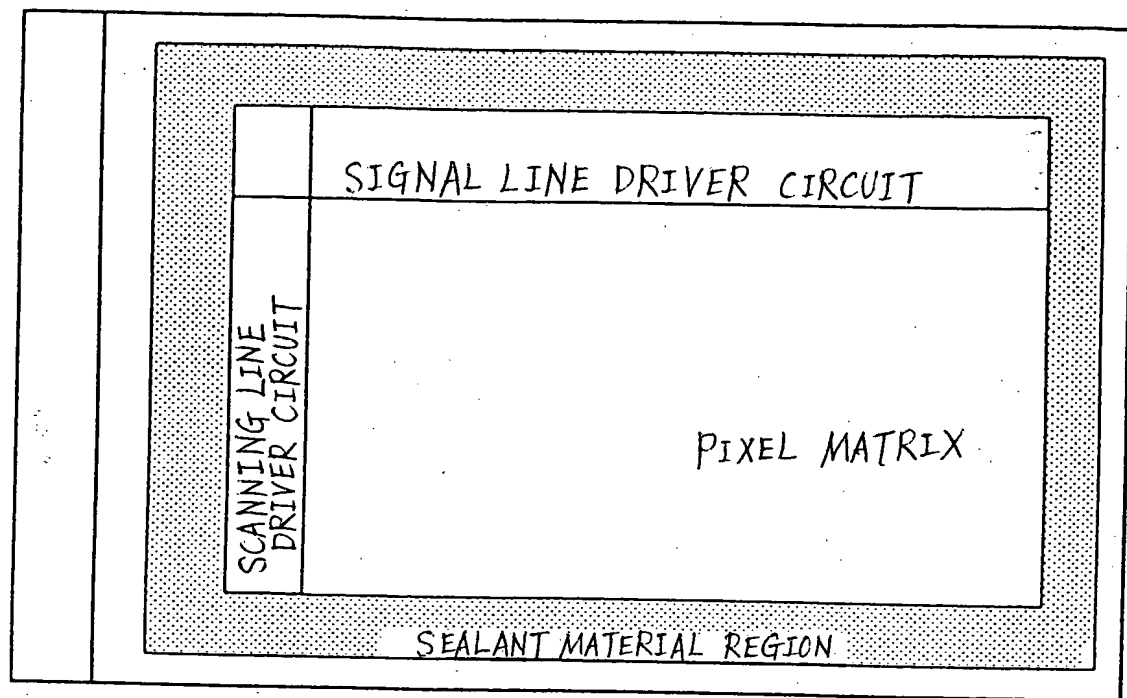 SIGNAL LINE DRIVER CIRCUIT
SCANNING LINE
DRIVER CIRCUIT
PIXEL MATRIX
SEALANT MATERIAL REGION